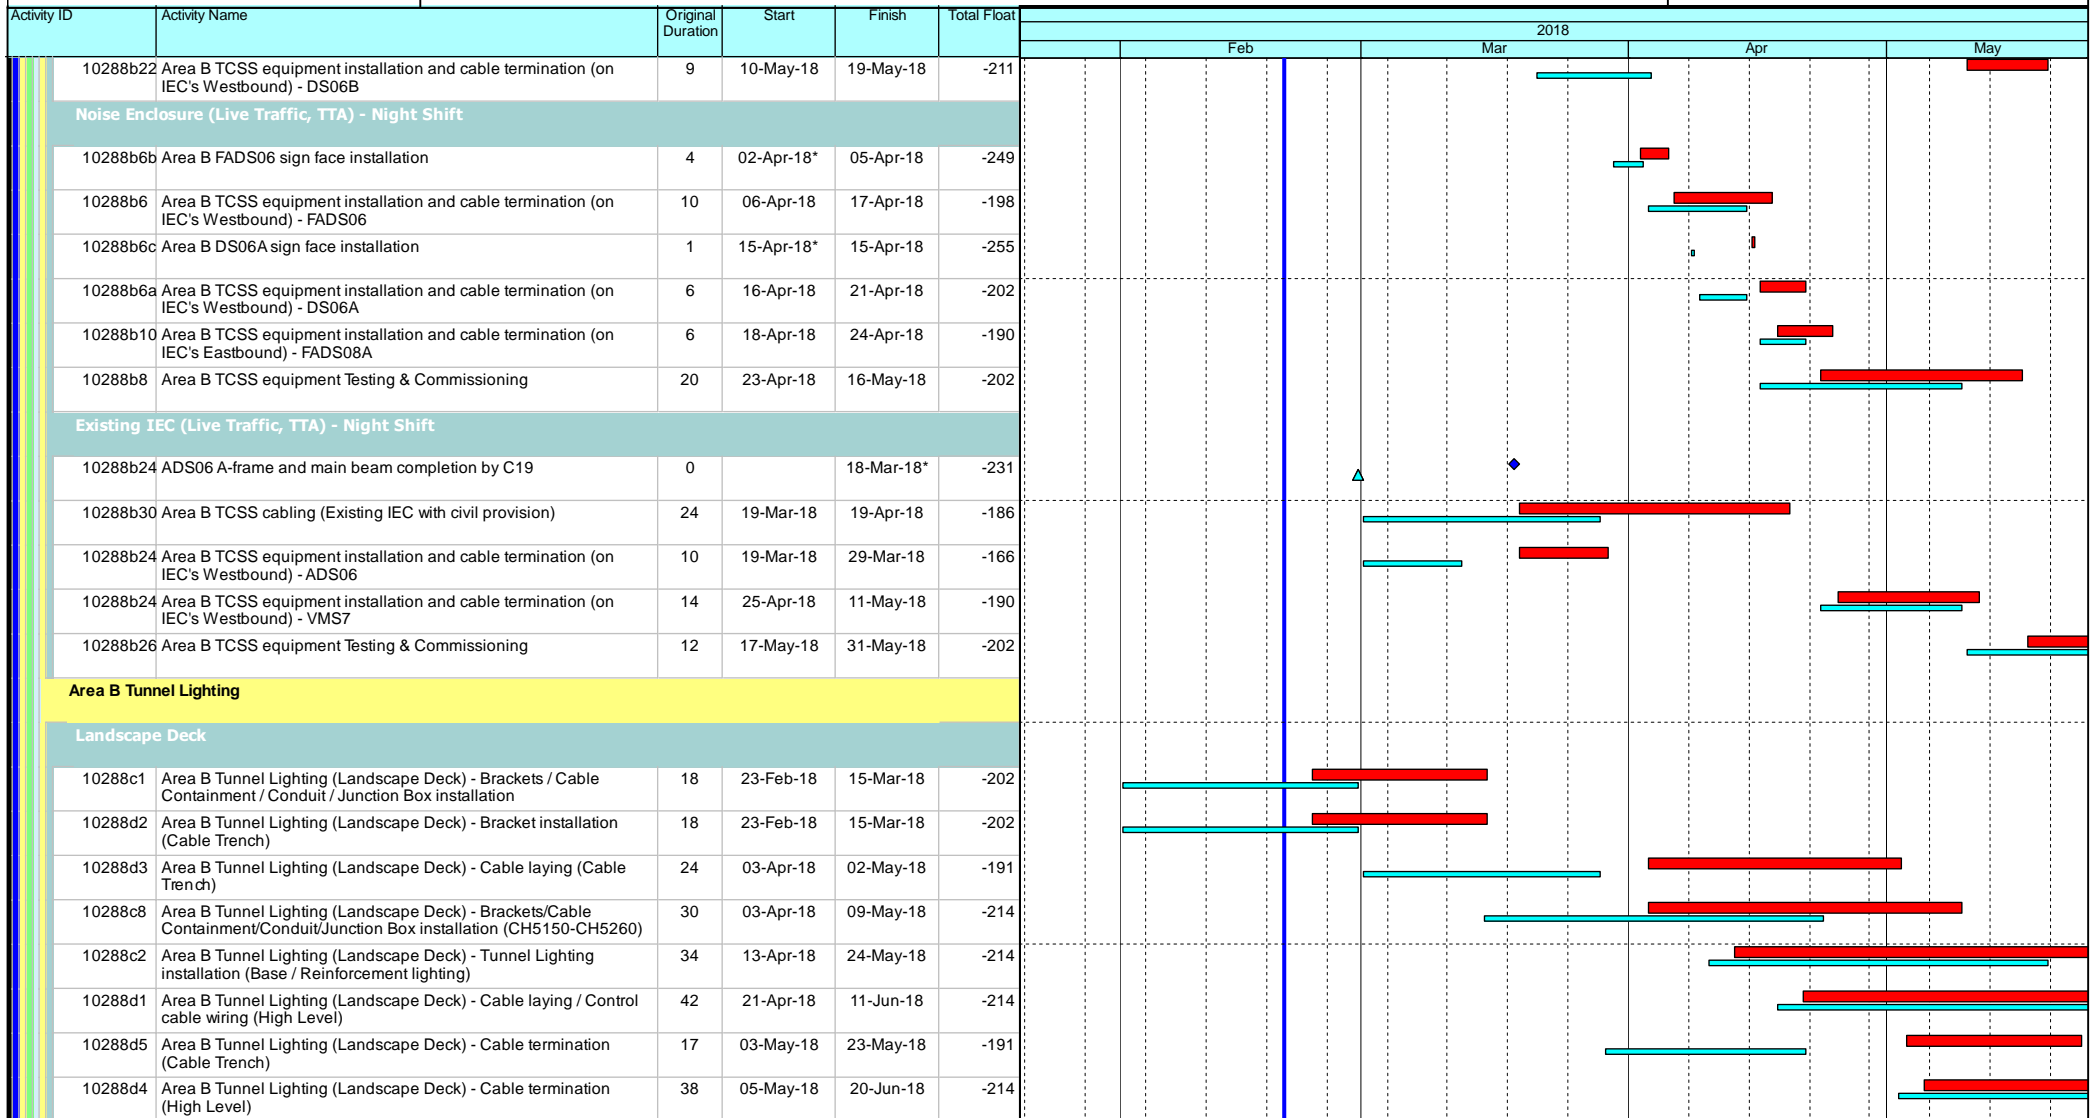 Activity ID Activity Name Original Duration Start Finish Total Float
2018
Feb Mar Apr May
10288b22 Area B TCSS equipment installation and cable termination (on 9 10-May-18 19-May-18 -211
IEC's Westbound) - DS06B
Noise Enclosure (Live Traffic, TTA) - Night Shift
10288b6b Area B FADS06 sign face installation 4 02-Apr-18* 05-Apr-18 -249
10288b6 Area B TCSS equipment installation and cable termination (on 10 06-Apr-18 17-Apr-18 -198
IEC's Westbound) - FADS06
10288b6c Area B DS06A sign face installation 1 15-Apr-18* 15-Apr-18 -255
10288b6a Area B TCSS equipment installation and cable termination (on 6 16-Apr-18 21-Apr-18 -202
IEC's Westbound) - DS06A
10288b10 Area B TCSS equipment installation and cable termination (on 6 18-Apr-18 24-Apr-18 -190
IEC's Eastbound) - FADS08A
10288b8 Area B TCSS equipment Testing & Commissioning 20 23-Apr-18 16-May-18 -202
Existing IEC (Live Traffic, TTA) - Night Shift
10288b24 ADS06 A-frame and main beam completion by C19 0 18-Mar-18* -231
10288b30 Area B TCSS cabling (Existing IEC with civil provision) 24 19-Mar-18 19-Apr-18 -186
10288b24 Area B TCSS equipment installation and cable termination (on 10 19-Mar-18 29-Mar-18 -166
IEC's Westbound) - ADS06
10288b24 Area B TCSS equipment installation and cable termination (on 14 25-Apr-18 11-May-18 -190
IEC's Westbound) - VMS7
10288b26 Area B TCSS equipment Testing & Commissioning 12 17-May-18 31-May-18 -202
Area B Tunnel Lighting
Landscape Deck
10288c1 Area B Tunnel Lighting (Landscape Deck) - Brackets / Cable 18 23-Feb-18 15-Mar-18 -202
Containment / Conduit / Junction Box installation
10288d2 Area B Tunnel Lighting (Landscape Deck) - Bracket installation 18 23-Feb-18 15-Mar-18 -202
(Cable Trench)
10288d3 Area B Tunnel Lighting (Landscape Deck) - Cable laying (Cable 24 03-Apr-18 02-May-18 -191
Trench)
10288c8 Area B Tunnel Lighting (Landscape Deck) - Brackets/Cable 30 03-Apr-18 09-May-18 -214
Containment/Conduit/Junction Box installation (CH5150-CH5260)
10288c2 Area B Tunnel Lighting (Landscape Deck) - Tunnel Lighting 34 13-Apr-18 24-May-18 -214
installation (Base / Reinforcement lighting)
10288d1 Area B Tunnel Lighting (Landscape Deck) - Cable laying / Control 42 21-Apr-18 11-Jun-18 -214
cable wiring (High Level)
10288d5 Area B Tunnel Lighting (Landscape Deck) - Cable termination 17 03-May-18 23-May-18 -191
(Cable Trench)
10288d4 Area B Tunnel Lighting (Landscape Deck) - Cable termination 38 05-May-18 20-Jun-18 -214
(High Level)